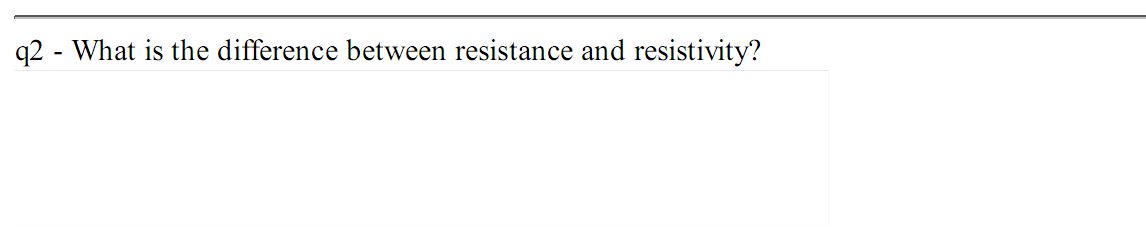 q2 - What is the difference between resistance and resistivity?